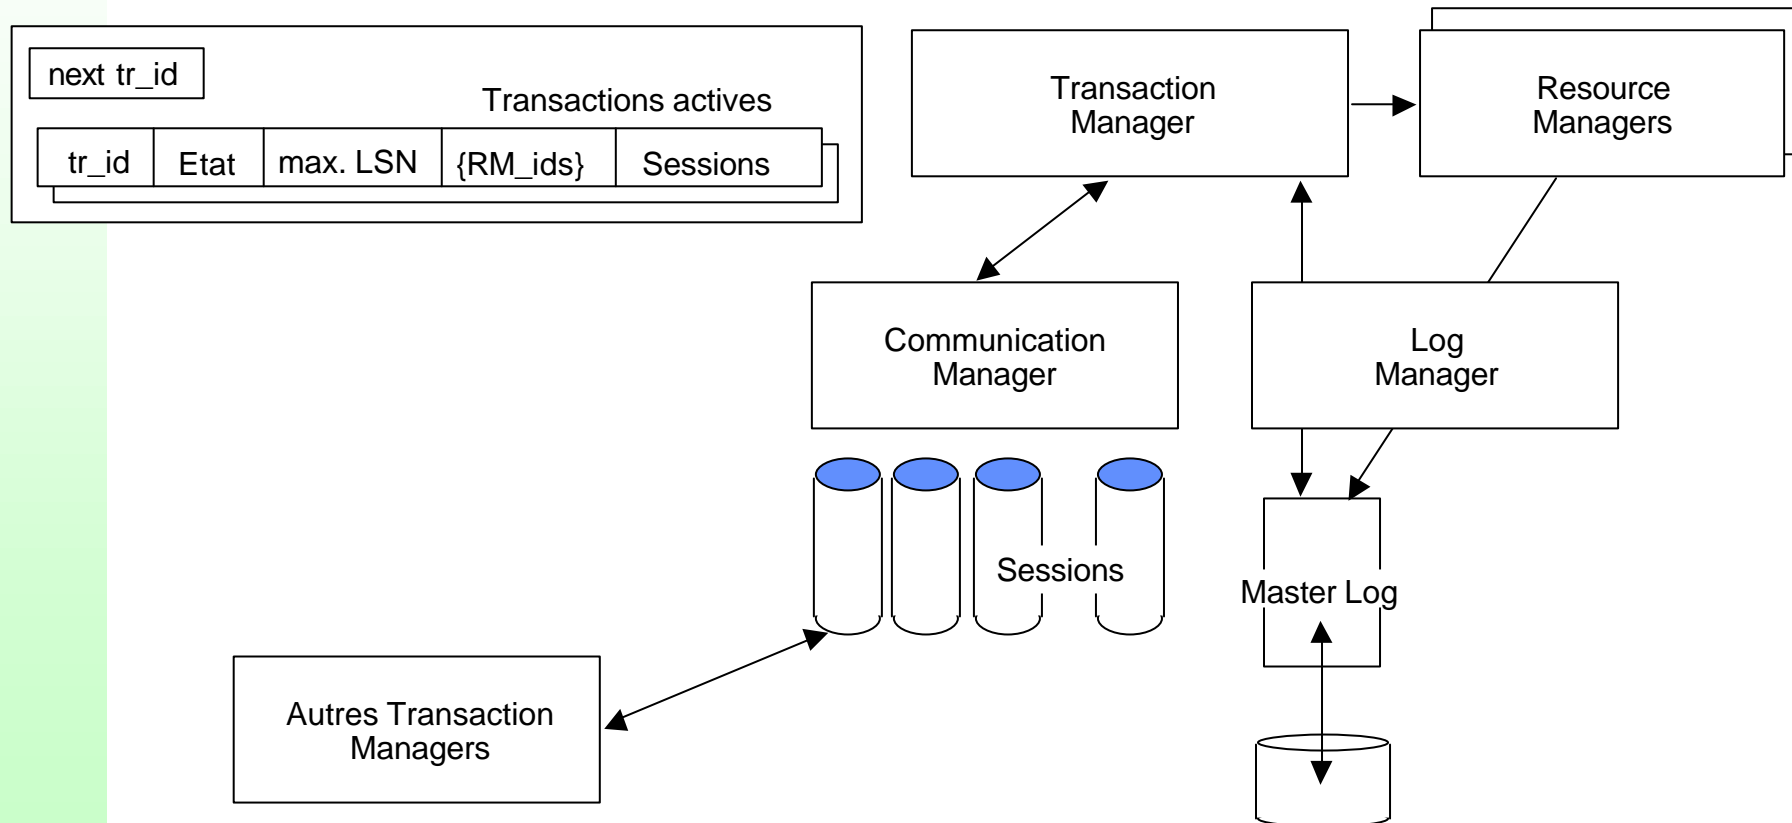 next tr_id
Transactions actives
tr_id Etat max. LSN {RM_ids} Sessions
Transaction
Manager
Resource
Managers
Communication
Manager
Log
Manager
Sessions
Master Log
Autres Transaction
Managers